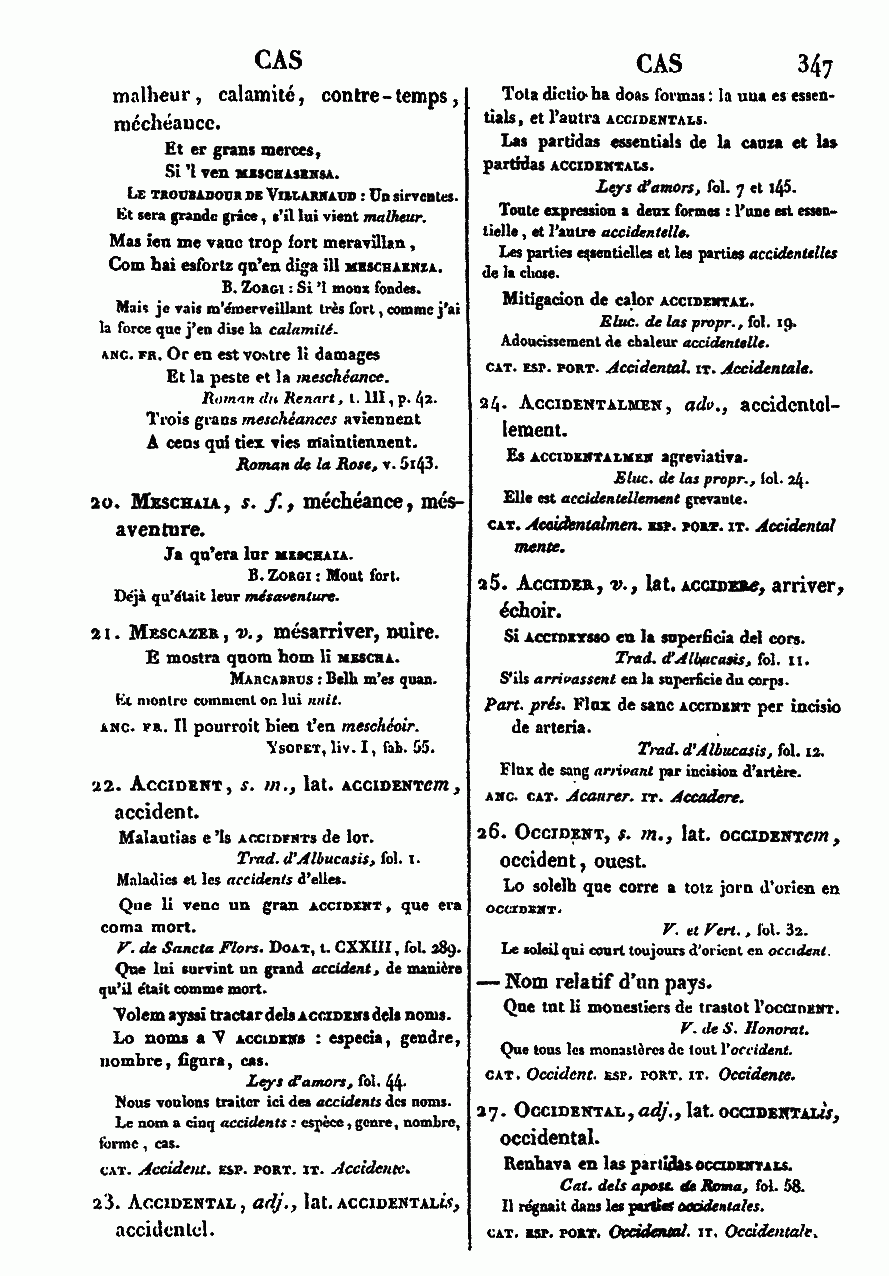 CAS
malheur, calamité, contre-temps,
méchéance.
Et er grans merces,
Si 'l ven MESCHASENSA.
LE TROUBADOUR DE VILLARNAUD : Un sirventes.
Et sera grande grâce, s'il lui vient malheur.
Mas ieu me vanc trop fort meravillan,
Com hai esfortz qu'en diga ill MESCHAENZA.
B. ZORGI : Si 'l monz fondes.
Mais je vais m'émerveillant très fort, comme j'ai
la force que j'en dise la calamité.
ANC. FR. Or en est vostre li damages
Et la peste et la meschéance.
Roman du Renart, t. III, p. 42.
Trois grans meschéances aviennent
A ceus qui tiex vies maintiennent.
Roman de la Rose, v. 5143.
20. MESCHAIA, s. f., méchéance, més-
aventure.
Ja qu'era lur MESCHAIA.
B. ZORGI : Mout fort.
Déjà qu'était leur mésaventure.
21. MESCAZER, v., mésarriver, nuire.
E mostra quom hom li MESCHA.
MARCABRUS : Belh m'es quan.
Et montre comment on lui nuit.
ANC. FR. Il pourroit bien t'en meschéoir.
YSOPET, liv. I, fab. 55.
22. ACCIDENT, s. m., lat. ACCIDENTem,
accident.
Malautias e 'ls ACCIDENTS de lor.
Trad. d'Albucasis, fol. 1.
Maladies et les accidents d'elles.
Que li venc un gran ACCIDENT, que era
coma mort.
V. de Sancta Flors. DOAT, t. CXXIII, fol. 289.
Que lui survint un grand accident, de manière
qu'il était comme mort.
Volem ayssi tractar dels ACCIDENS dels noms.
Lo noms a V ACCIDENS : especia, gendre,
nombre, figura, cas.
Leys d'amors, fol. 44.
Nous voulons traiter ici des accidents des noms.
Le nom a cinq accidents : espèce, genre, nombre,
forme, cas.
CAT. Accident. ESP. PORT. IT. Accidente.
23. ACCIDENTAL, adj., lat. ACCIDENTALis,
accidentel.
CAS 347
Tota dictio ha doas formas : la una es essen-
tials, et l'autra ACCIDENTALS.
Las partidas essentials de la cauza et las
partidas ACCIDENTALS.
Leys d'amors, fol. 7 et 145.
Toute expression a deux formes : l'une est essen-
tielle, et l'autre accidentelle.
Les parties essentielles et les parties accidentelles
de la chose.
Mitigacion de calor ACCIDENTAL.
Eluc. de las propr., fol. 19.
Adoucissement de chaleur accidentelle.
CAT. ESP. PORT. Accidental. IT. Accidentale.
24. ACCIDENTALMEN, adv., accidentel-
lement.
Es ACCIDENTALMEN agreviativa.
Eluc. de las propr., fol. 24.
Elle est accidentellement grevante.
CAT. Accidentalmen. ESP. PORT. IT. Accidental
mente.
25. ACCIDER, v., lat. ACCIDERe, arriver,
échoir.
Si ACCIDEYSSO en la superficia del cors.
Trad. d'Albucasis, fol. 11.
S'ils arrivassent en la superficie du corps.
Part. prés. Flux de sanc ACCIDENT per incisio
de arteria.
Trad. d'Albucasis, fol. 12.
Flux de sang arrivant par incision d'artère.
ANC. CAT. Acaurer. IT. Accadere.
26. OCCIDENT, s. m., lat. OCCIDENTem,
occident, ouest.
Lo solelh que corre a totz jorn d'orien en
OCCIDENT.
V. et Vert., fol. 32.
Le soleil qui court toujours d'orient en occident.
— Nom relatif d'un pays.
Que tut li monestiers de trastot l'OCCIDENT.
V. de S. Honorat.
Que tous les monastères de tout l'occident.
CAT. Occident. ESP. PORT. IT. Occidente.
27. OCCIDENTAL, adj., lat. OCCIDENTALis,
occidental.
Renhava en las partidas OCCIDENTALS.
Cat. dels apost. de Roma, fol. 58.
Il régnait dans les parties occidentales.
CAT. ESP. PORT. Occidental. IT. Occidentale.